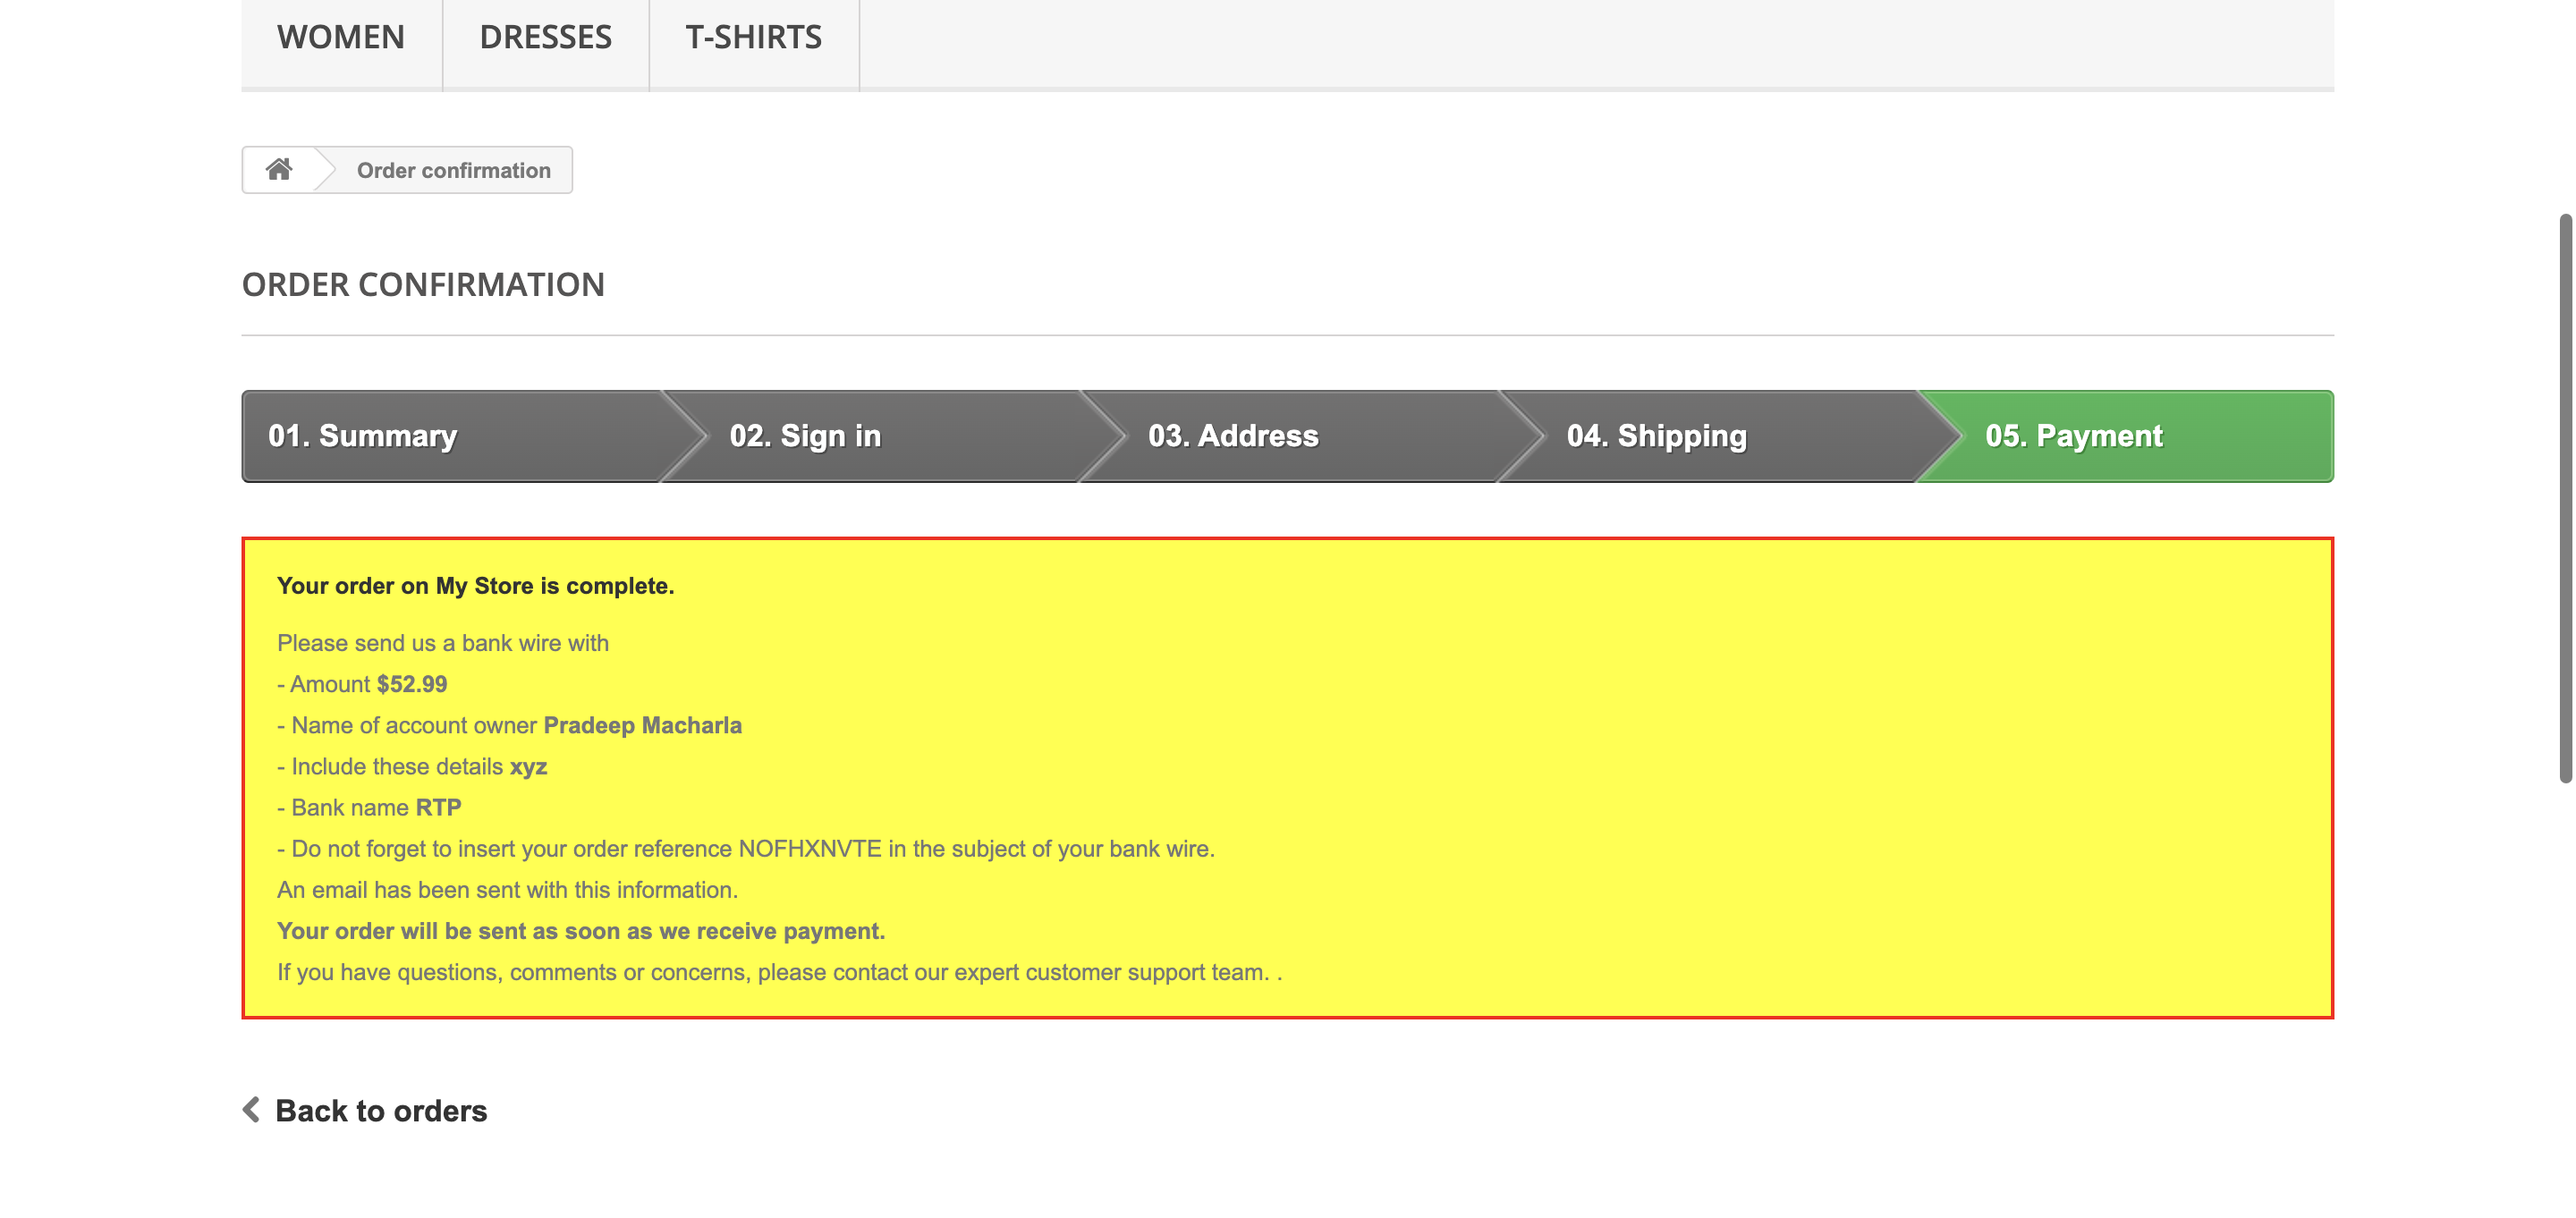 WOMEN DRESSES T-SHIRTS
Order confirmation
ORDER CONFIRMATION
01. Summary 02. Sign in 03. Address 04. Shipping 05. Payment
Your order on My Store is complete.
Please send us a bank wire with
- Amount $52.99
- Name of account owner Pradeep Macharla
- Include these details xyz
- Bank name RTP
- Do not forget to insert your order reference NOFHXNVTE in the subject of your bank wire.
An email has been sent with this information.
Your order will be sent as soon as we receive payment.
If you have questions, comments or concerns, please contact our expert customer support team. .
Back to orders